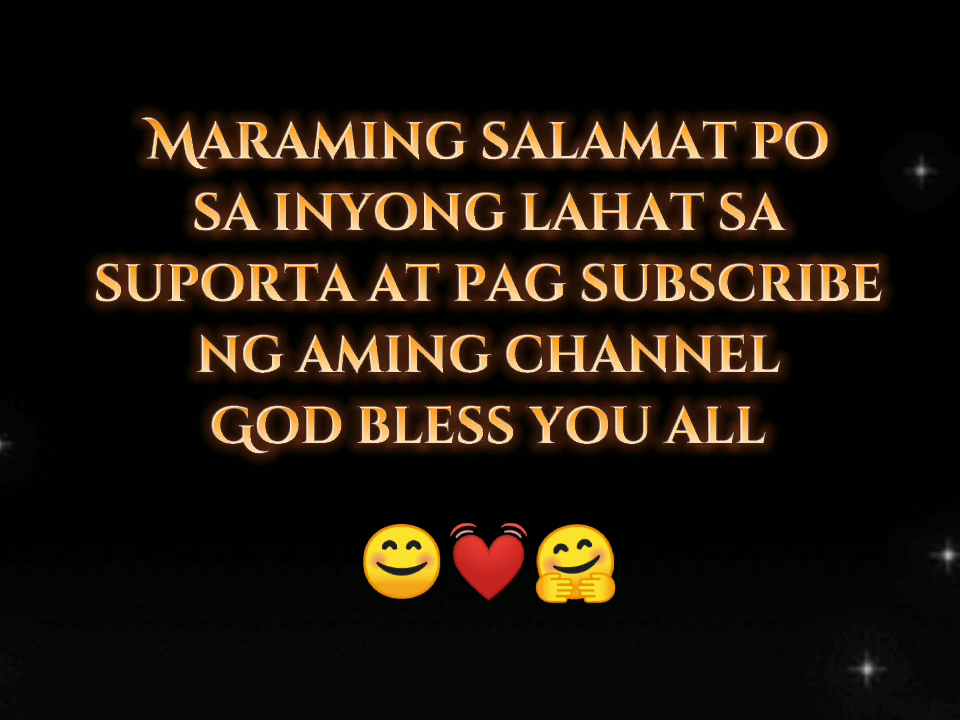 Maraming salamat po
sa inyong lahat sa
suporta at pag subscribe
ng aming channel
God bless you all
😊💓🤗